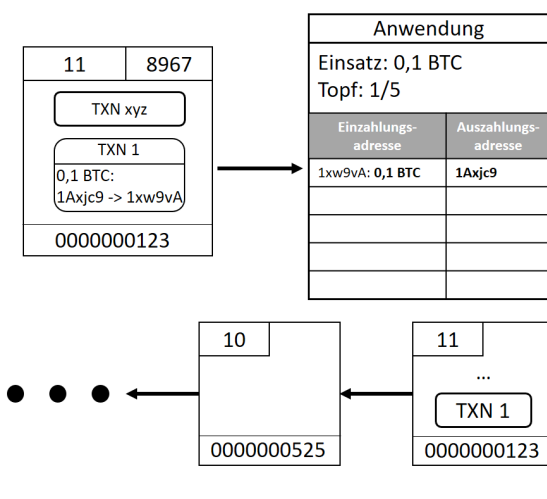 11
8967
TXN xyz
TXN 1
0,1 BTC:
1Axjc9 -> 1xw9vA
0000000123
Anwendung
Einsatz: 0,1 BTC
Topf: 1/5
Einzahlungs-
adresse
Auszahlungs-
adresse
1xw9vA: 0,1 BTC
1Axjc9
10
0000000525
11
...
TXN 1
0000000123